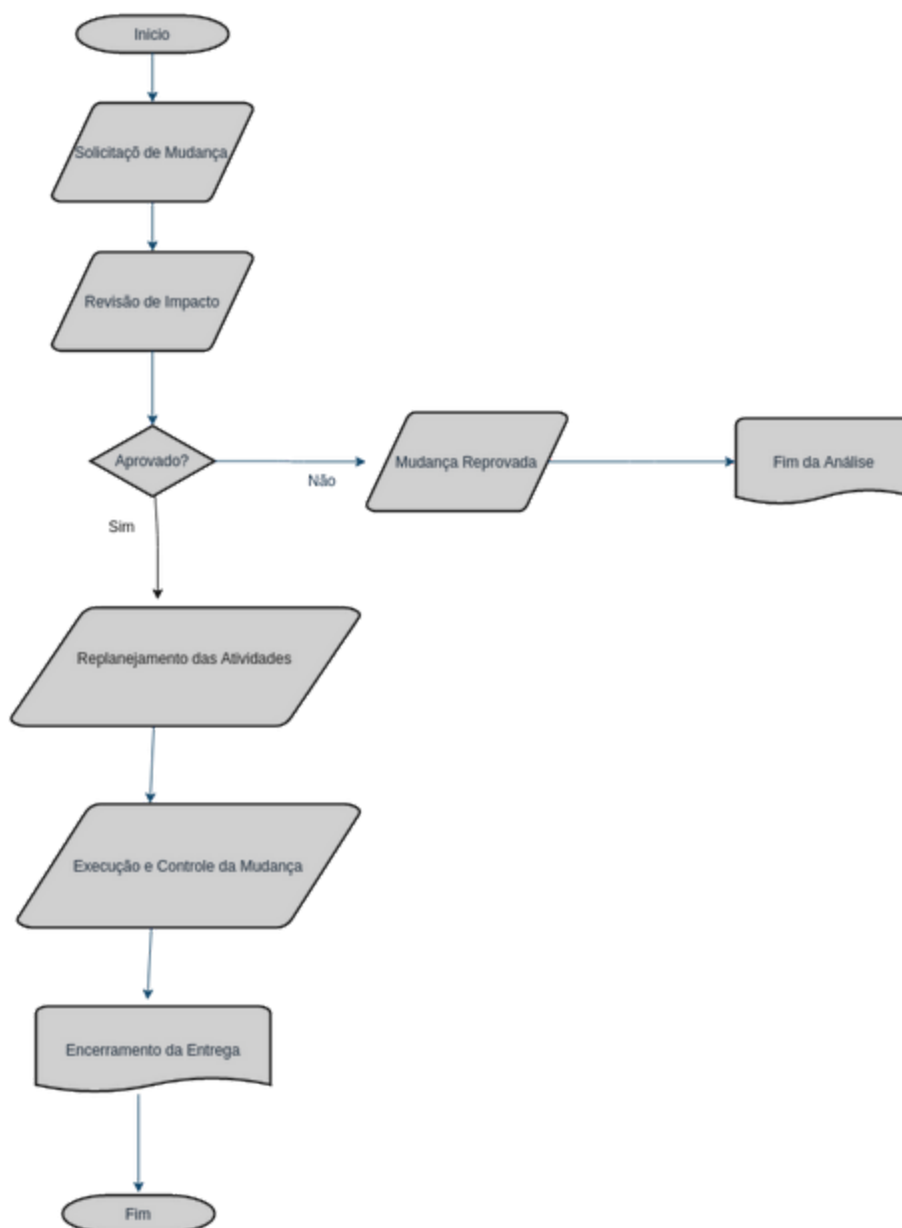 Inicio
Solicitaçõ de Mudança
Revisão de Impacto
Aprovado?
Não
Mudança Reprovada
Fim da Análise
Sim
Replanejamento das Atividades
Execução e Controle da Mudança
Encerramento da Entrega
Fim